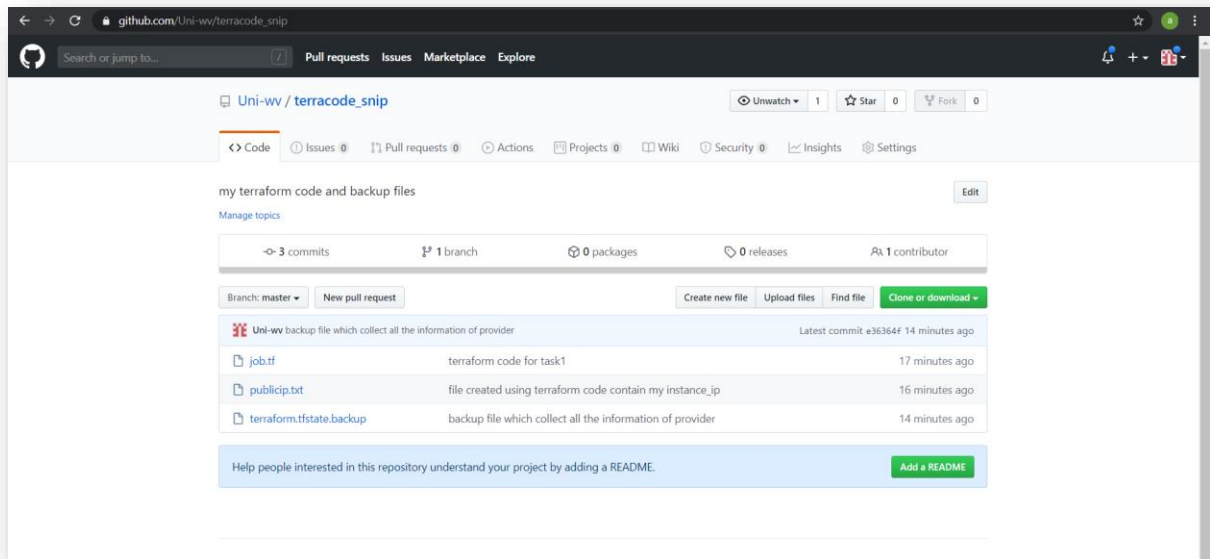 github.com/Uni-wv/terracode_snip
a
Search or jump to...
/
Pull requests Issues Marketplace Explore
Uni-wv / terracode_snip
Unwatch 1
Star 0
Fork 0
Code
Issues 0
Pull requests 0
Actions
Projects 0
Wiki
Security 0
Insights
Settings
my terraform code and backup files
Edit
Manage topics
3 commits
1 branch
0 packages
0 releases
1 contributor
Branch: master
New pull request
Create new file
Upload files
Find file
Clone or download
Uni-wv backup file which collect all the information of provider
Latest commit e36364f 14 minutes ago
job.tf terraform code for task1 17 minutes ago
publicip.txt file created using terraform code contain my instance_ip 16 minutes ago
terraform.tfstate.backup backup file which collect all the information of provider 14 minutes ago
Help people interested in this repository understand your project by adding a README.
Add a README